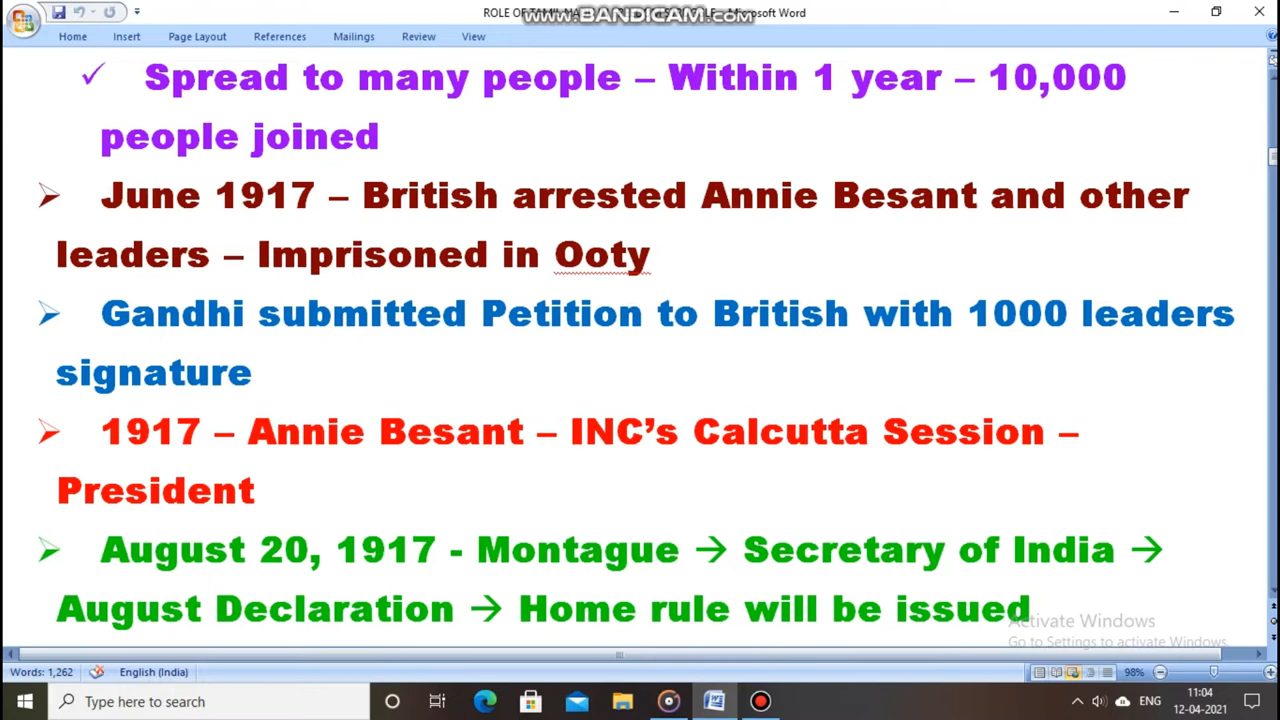 ROLE OF TAMIL
www.BANDICAM.com
Microsoft Word
Home Insert Page Layout References Mailings Review View
✓ Spread to many people – Within 1 year – 10,000
people joined
➢ June 1917 – British arrested Annie Besant and other
leaders – Imprisoned in Ooty
➢ Gandhi submitted Petition to British with 1000 leaders
signature
➢ 1917 – Annie Besant – INC’s Calcutta Session –
President
➢ August 20, 1917 - Montague → Secretary of India →
August Declaration → Home rule will be issued
Activate Windows
Go to Settings to activate Windows.
Words: 1,262 English (India) 98%
Type here to search
ENG
11:04
12-04-2021